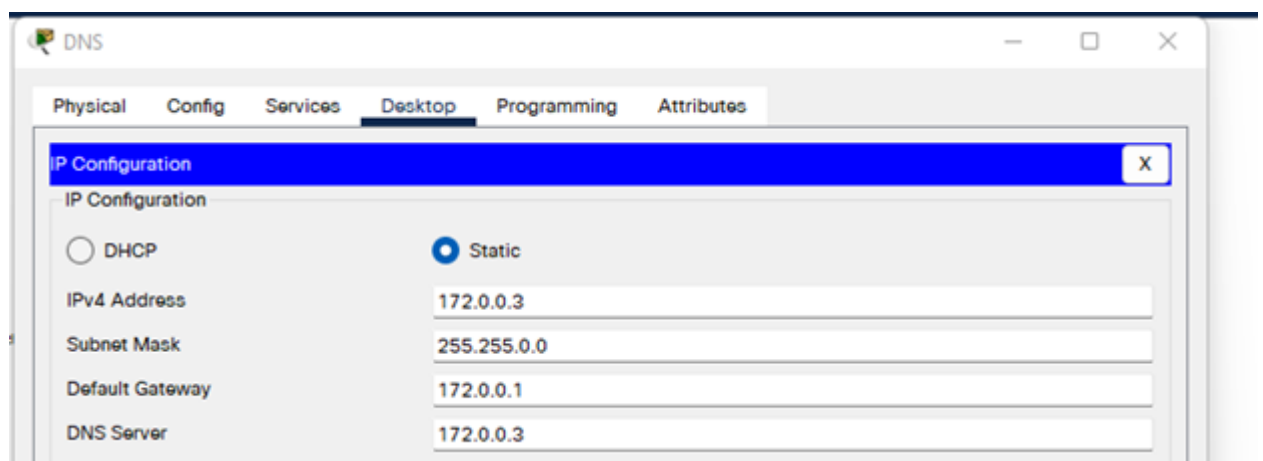 DNS
Physical Config Services Desktop Programming Attributes
IP Configuration X
IP Configuration
DHCP Static
IPv4 Address 172.0.0.3
Subnet Mask 255.255.0.0
Default Gateway 172.0.0.1
DNS Server 172.0.0.3